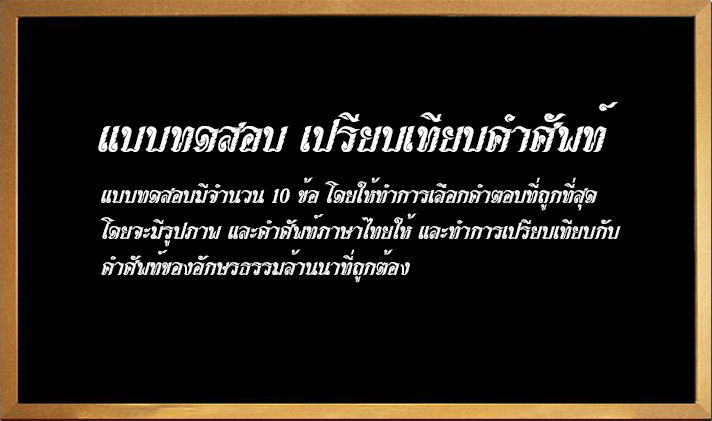 แบบทดสอบ เปรียบเทียบคำศัพท์
แบบทดสอบมีจำนวน 10 ข้อ โดยให้ทำการเลือกคำตอบที่ถูกที่สุด
โดยจะมีรูปภาพ และคำศัพท์ภาษาไทยให้ และทำการเปรียบเทียบกับ
คำศัพท์ของอักษรธรรมล้านนาที่ถูกต้อง